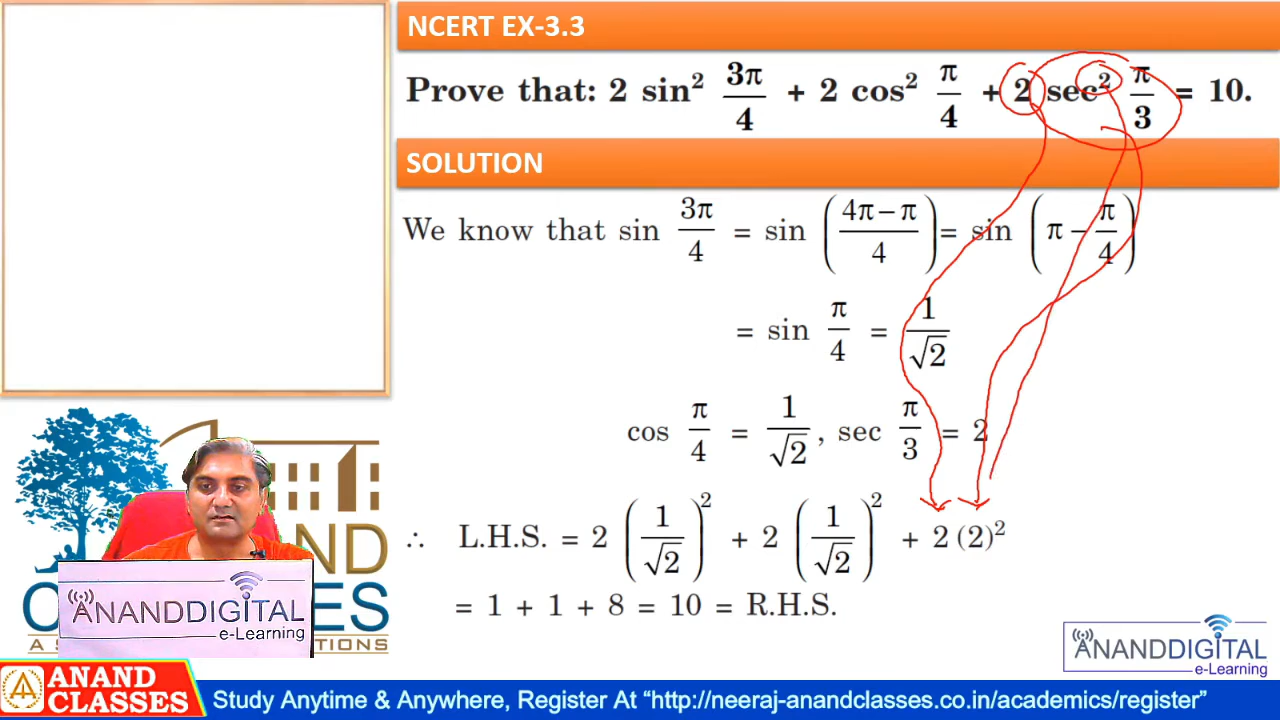 NCERT EX-3.3
Prove that: 2 sin² 3π/4 + 2 cos² π/4 + 2 sec² π/3 = 10.
SOLUTION
We know that sin 3π/4 = sin (4π−π/4) = sin (π − π/4)
= sin π/4 = 1/√2
cos π/4 = 1/√2, sec π/3 = 2
∴ L.H.S. = 2 (1/√2)² + 2 (1/√2)² + 2 (2)²
= 1 + 1 + 8 = 10 = R.H.S.
ANANDDIGITAL
e-Learning
ANANDDIGITAL
e-Learning
ANAND
CLASSES
Study Anytime & Anywhere, Register At “http://neeraj-anandclasses.co.in/academics/register”